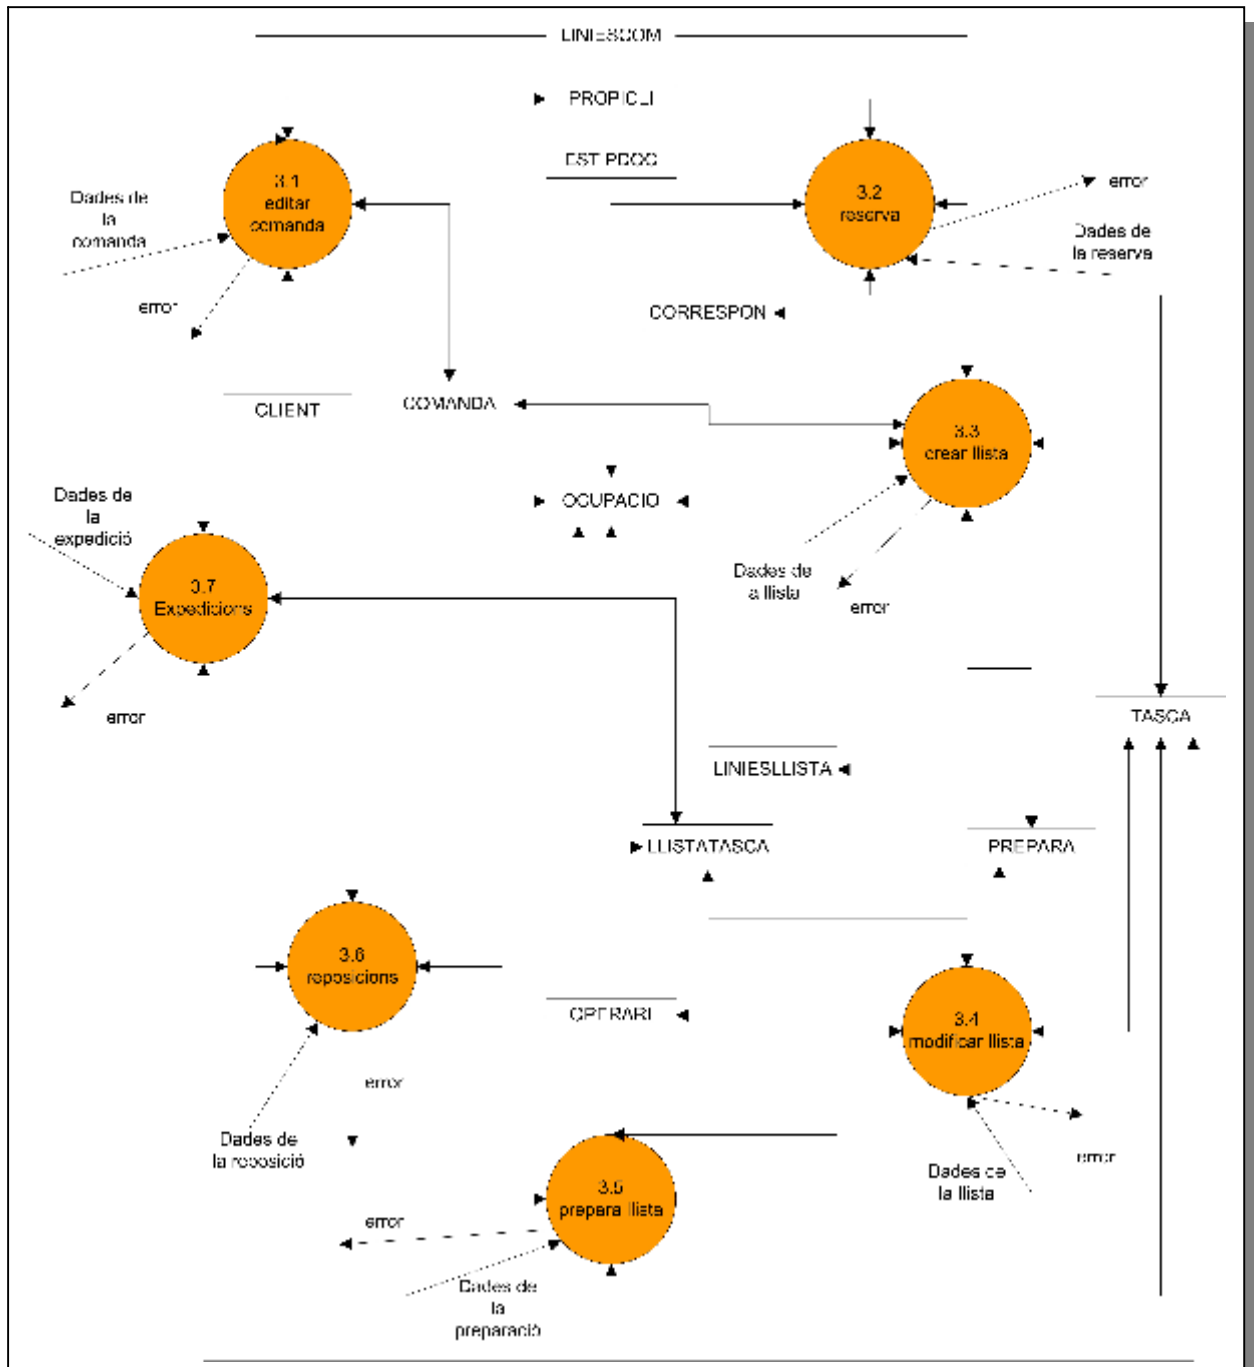 LINIESCOM
PROPICLI
EST PDOC
3.1
editar
comanda
3.2
reserva
error
Dades de
la
comanda
Dades de
la reserva
error
CORRESPON
CLIENT
COMANDA
3.3
crear llista
OCUPACIO
Dades de
la
expedició
Dades de
a llista
error
3.7
Expedicions
error
TASCA
LINIESLLISTA
LLISTATASCA
PREPARA
3.6
reposicions
OPERARI
3.4
modificar llista
error
Dades de
la reposició
error
Dades de
la llista
3.5
prepara llista
error
Dades de
la
preparació